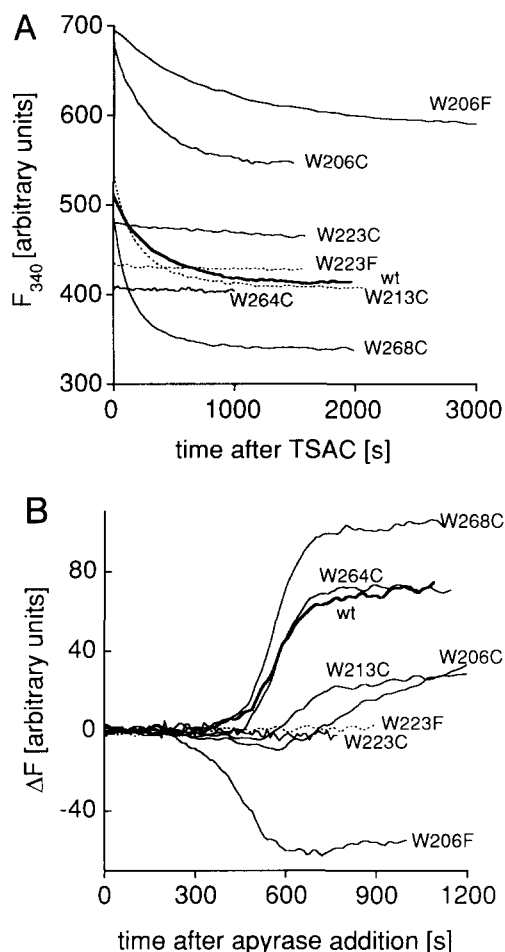 A
700
600
500
400
300
F340 [arbitrary units]
W206F
W206C
W223C
W223F
wt
W264C
W213C
W268C
0
1000
2000
3000
time after TSAC [s]
B
80
40
0
-40
ΔF [arbitrary units]
W268C
W264C
wt
W213C
W206C
W223F
W223C
W206F
0
300
600
900
1200
time after apyrase addition [s]